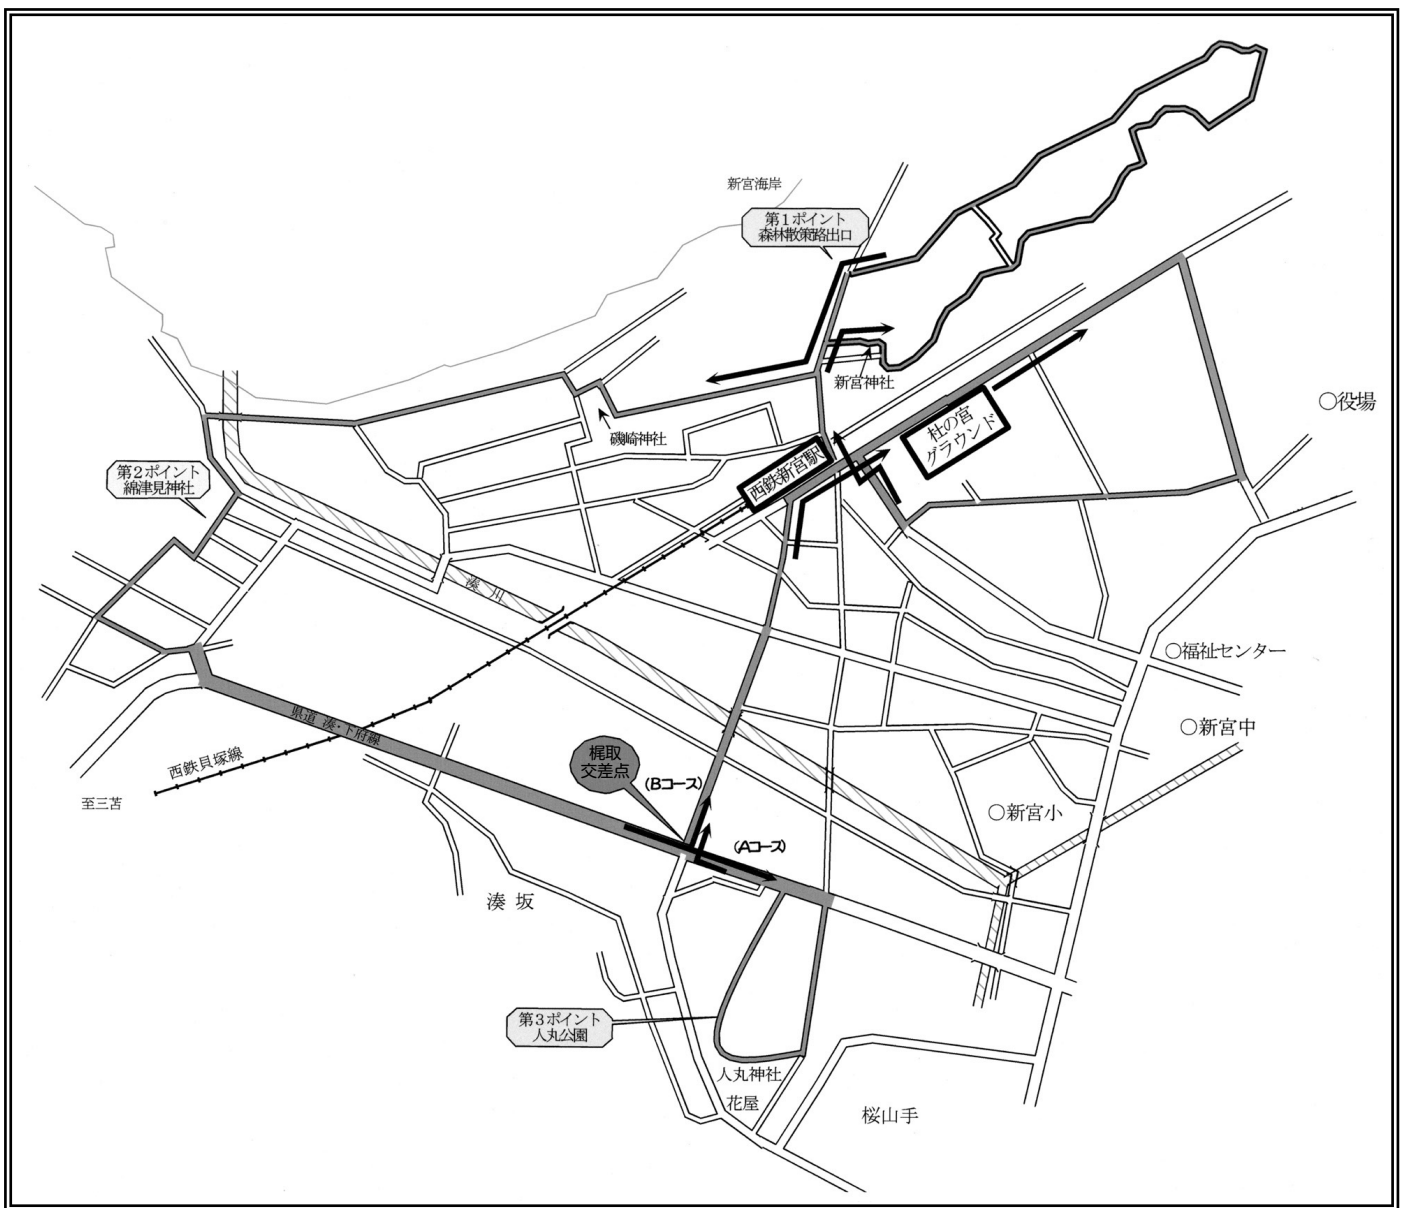 新宮海岸
第1ポイント
森林散策路出口
新宮神社
○役場
杜の宮
グラウンド
磯崎神社
西鉄新宮駅
第2ポイント
綿津見神社
湊川
○福祉センター
県道 湊・下府線
○新宮中
西鉄貝塚線
梶取
交差点
(Bコース)
至三苫
○新宮小
(Aコース)
湊 坂
第3ポイント
人丸公園
人丸神社
花屋
桜山手